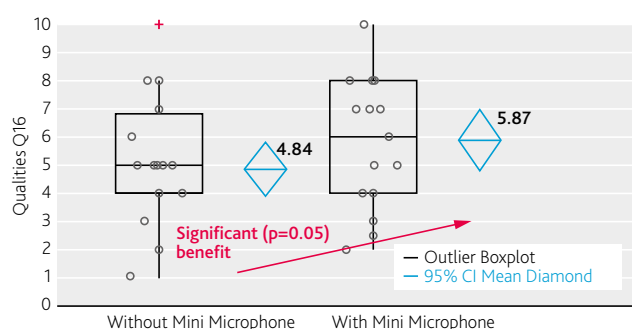 10
9
8
7
6
5
4
3
2
1
0
Qualities Q16
4.84
5.87
Significant (p=0.05)
benefit
Outlier Boxplot
95% CI Mean Diamond
Without Mini Microphone
With Mini Microphone